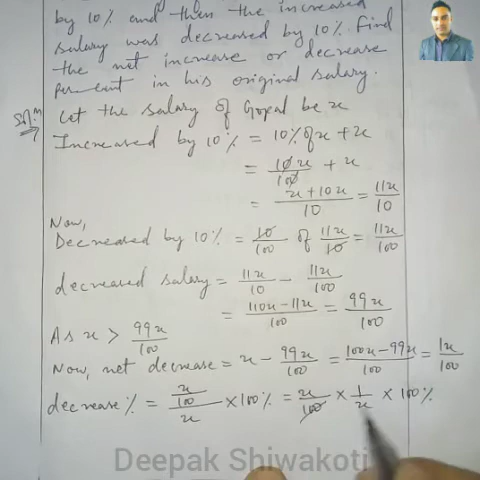 by 10% and then the increased
salary was decreased by 10%. Find
the net increase or decrease
percent in his original salary.
Solⁿ
Let the salary of Gopal be x
Increased by 10% = 10% of x + x
= 10x/100 + x
= x+10x/10 = 11x/10
Now,
Decreased by 10% = 10/100 of 11x/10 = 11x/100
decreased salary = 11x/10 - 11x/100
= 110x-11x/100 = 99x/100
As x > 99x/100
Now, net decrease = x - 99x/100 = 100x-99x/100 = 1x/100
decrease % = x/100/x × 100% = x/100 × 1/x × 100%
Deepak Shiwakoti